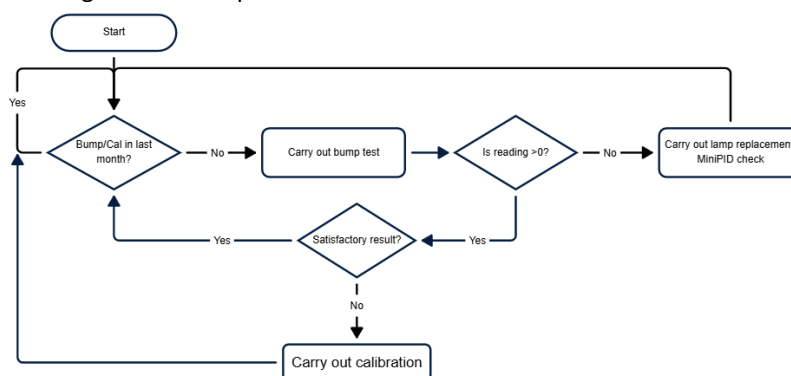 Start
Yes
Bump/Cal in last
month?
No
Carry out bump test
Is reading >0?
No
Carry out lamp replacement
MiniPID check
Yes
Satisfactory result?
Yes
No
Carry out calibration